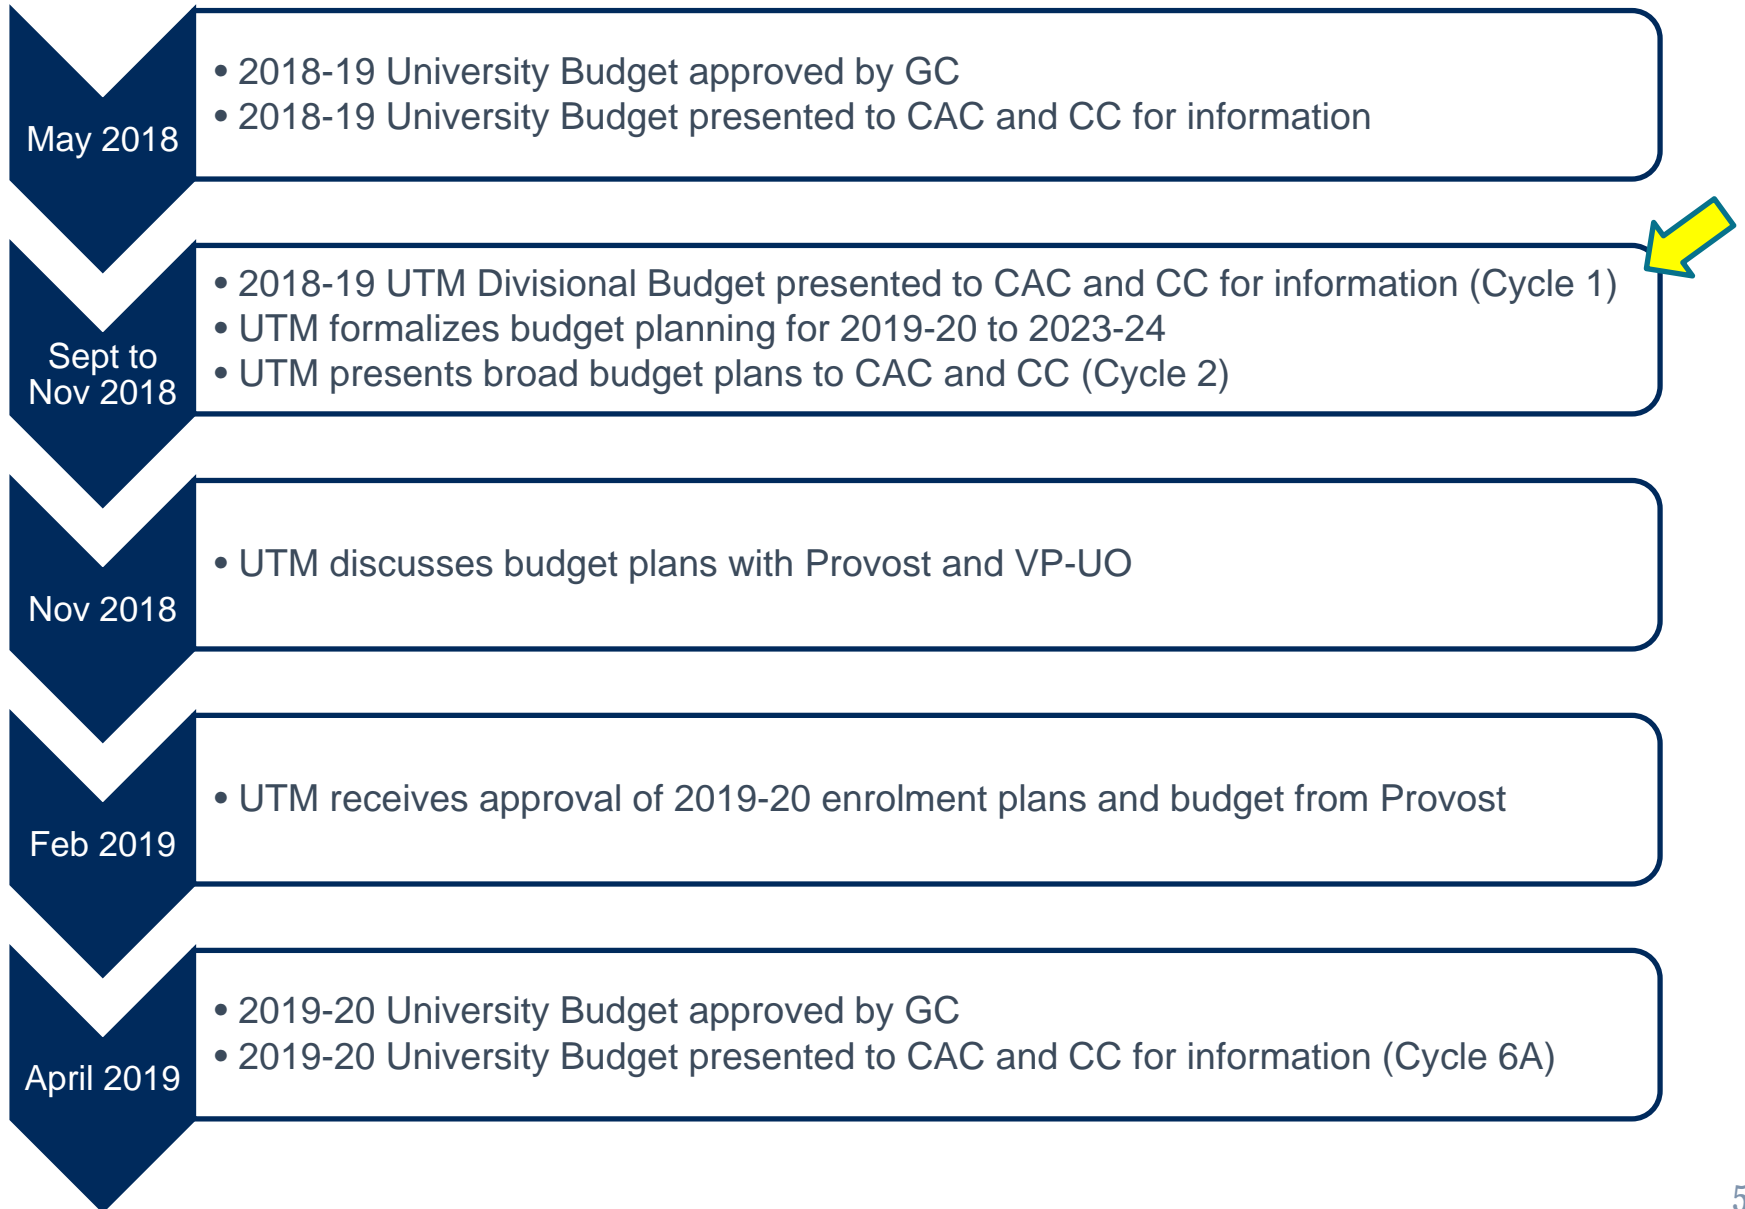 May 2018
• 2018-19 University Budget approved by GC
• 2018-19 University Budget presented to CAC and CC for information
Sept to
Nov 2018
• 2018-19 UTM Divisional Budget presented to CAC and CC for information (Cycle 1)
• UTM formalizes budget planning for 2019-20 to 2023-24
• UTM presents broad budget plans to CAC and CC (Cycle 2)
Nov 2018
• UTM discusses budget plans with Provost and VP-UO
Feb 2019
• UTM receives approval of 2019-20 enrolment plans and budget from Provost
April 2019
• 2019-20 University Budget approved by GC
• 2019-20 University Budget presented to CAC and CC for information (Cycle 6A)
5